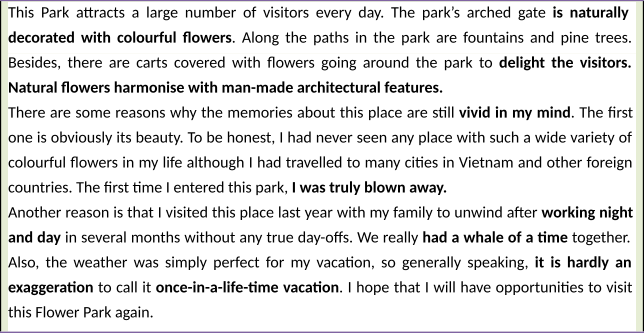 This Park attracts a large number of visitors every day. The park’s arched gate is naturally
decorated with colourful flowers. Along the paths in the park are fountains and pine trees.
Besides, there are carts covered with flowers going around the park to delight the visitors.
Natural flowers harmonise with man-made architectural features.
There are some reasons why the memories about this place are still vivid in my mind. The first
one is obviously its beauty. To be honest, I had never seen any place with such a wide variety of
colourful flowers in my life although I had travelled to many cities in Vietnam and other foreign
countries. The first time I entered this park, I was truly blown away.
Another reason is that I visited this place last year with my family to unwind after working night
and day in several months without any true day-offs. We really had a whale of a time together.
Also, the weather was simply perfect for my vacation, so generally speaking, it is hardly an
exaggeration to call it once-in-a-life-time vacation. I hope that I will have opportunities to visit
this Flower Park again.